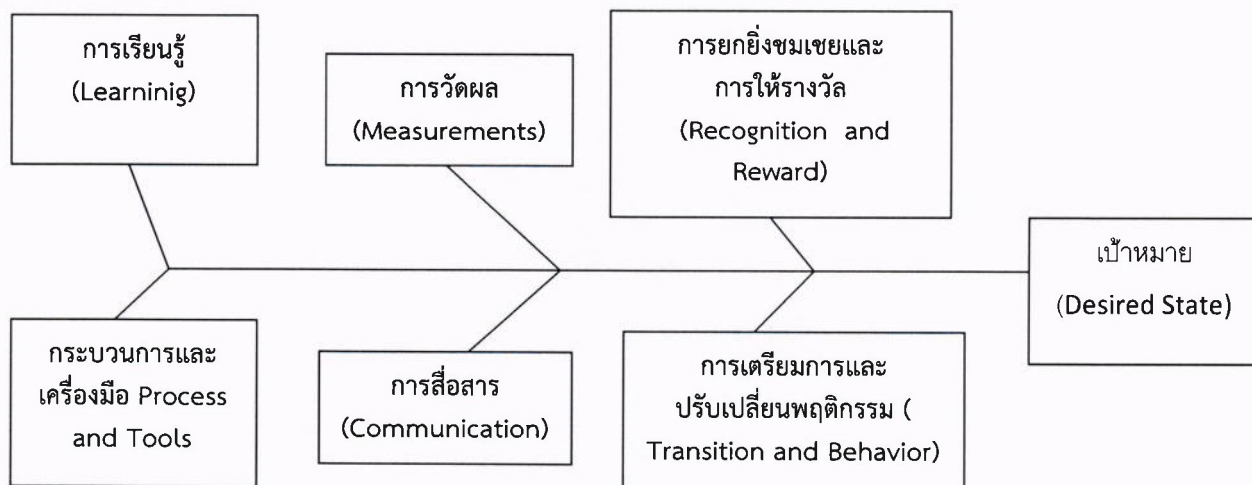 การเรียนรู้
(Learninig)
การวัดผล
(Measurements)
การยกยิ่งชมเชยและ
การให้รางวัล
(Recognition and
Reward)
เป้าหมาย
(Desired State)
กระบวนการและ
เครื่องมือ Process
and Tools
การสื่อสาร
(Communication)
การเตรียมการและ
ปรับเปลี่ยนพฤติกรรม (
Transition and Behavior)